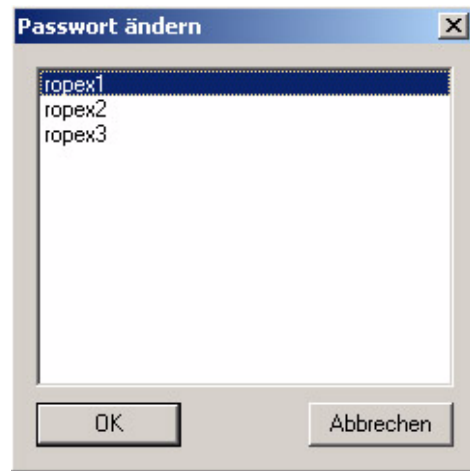 Passwort ändern
ropex1
ropex2
ropex3
OK
Abbrechen